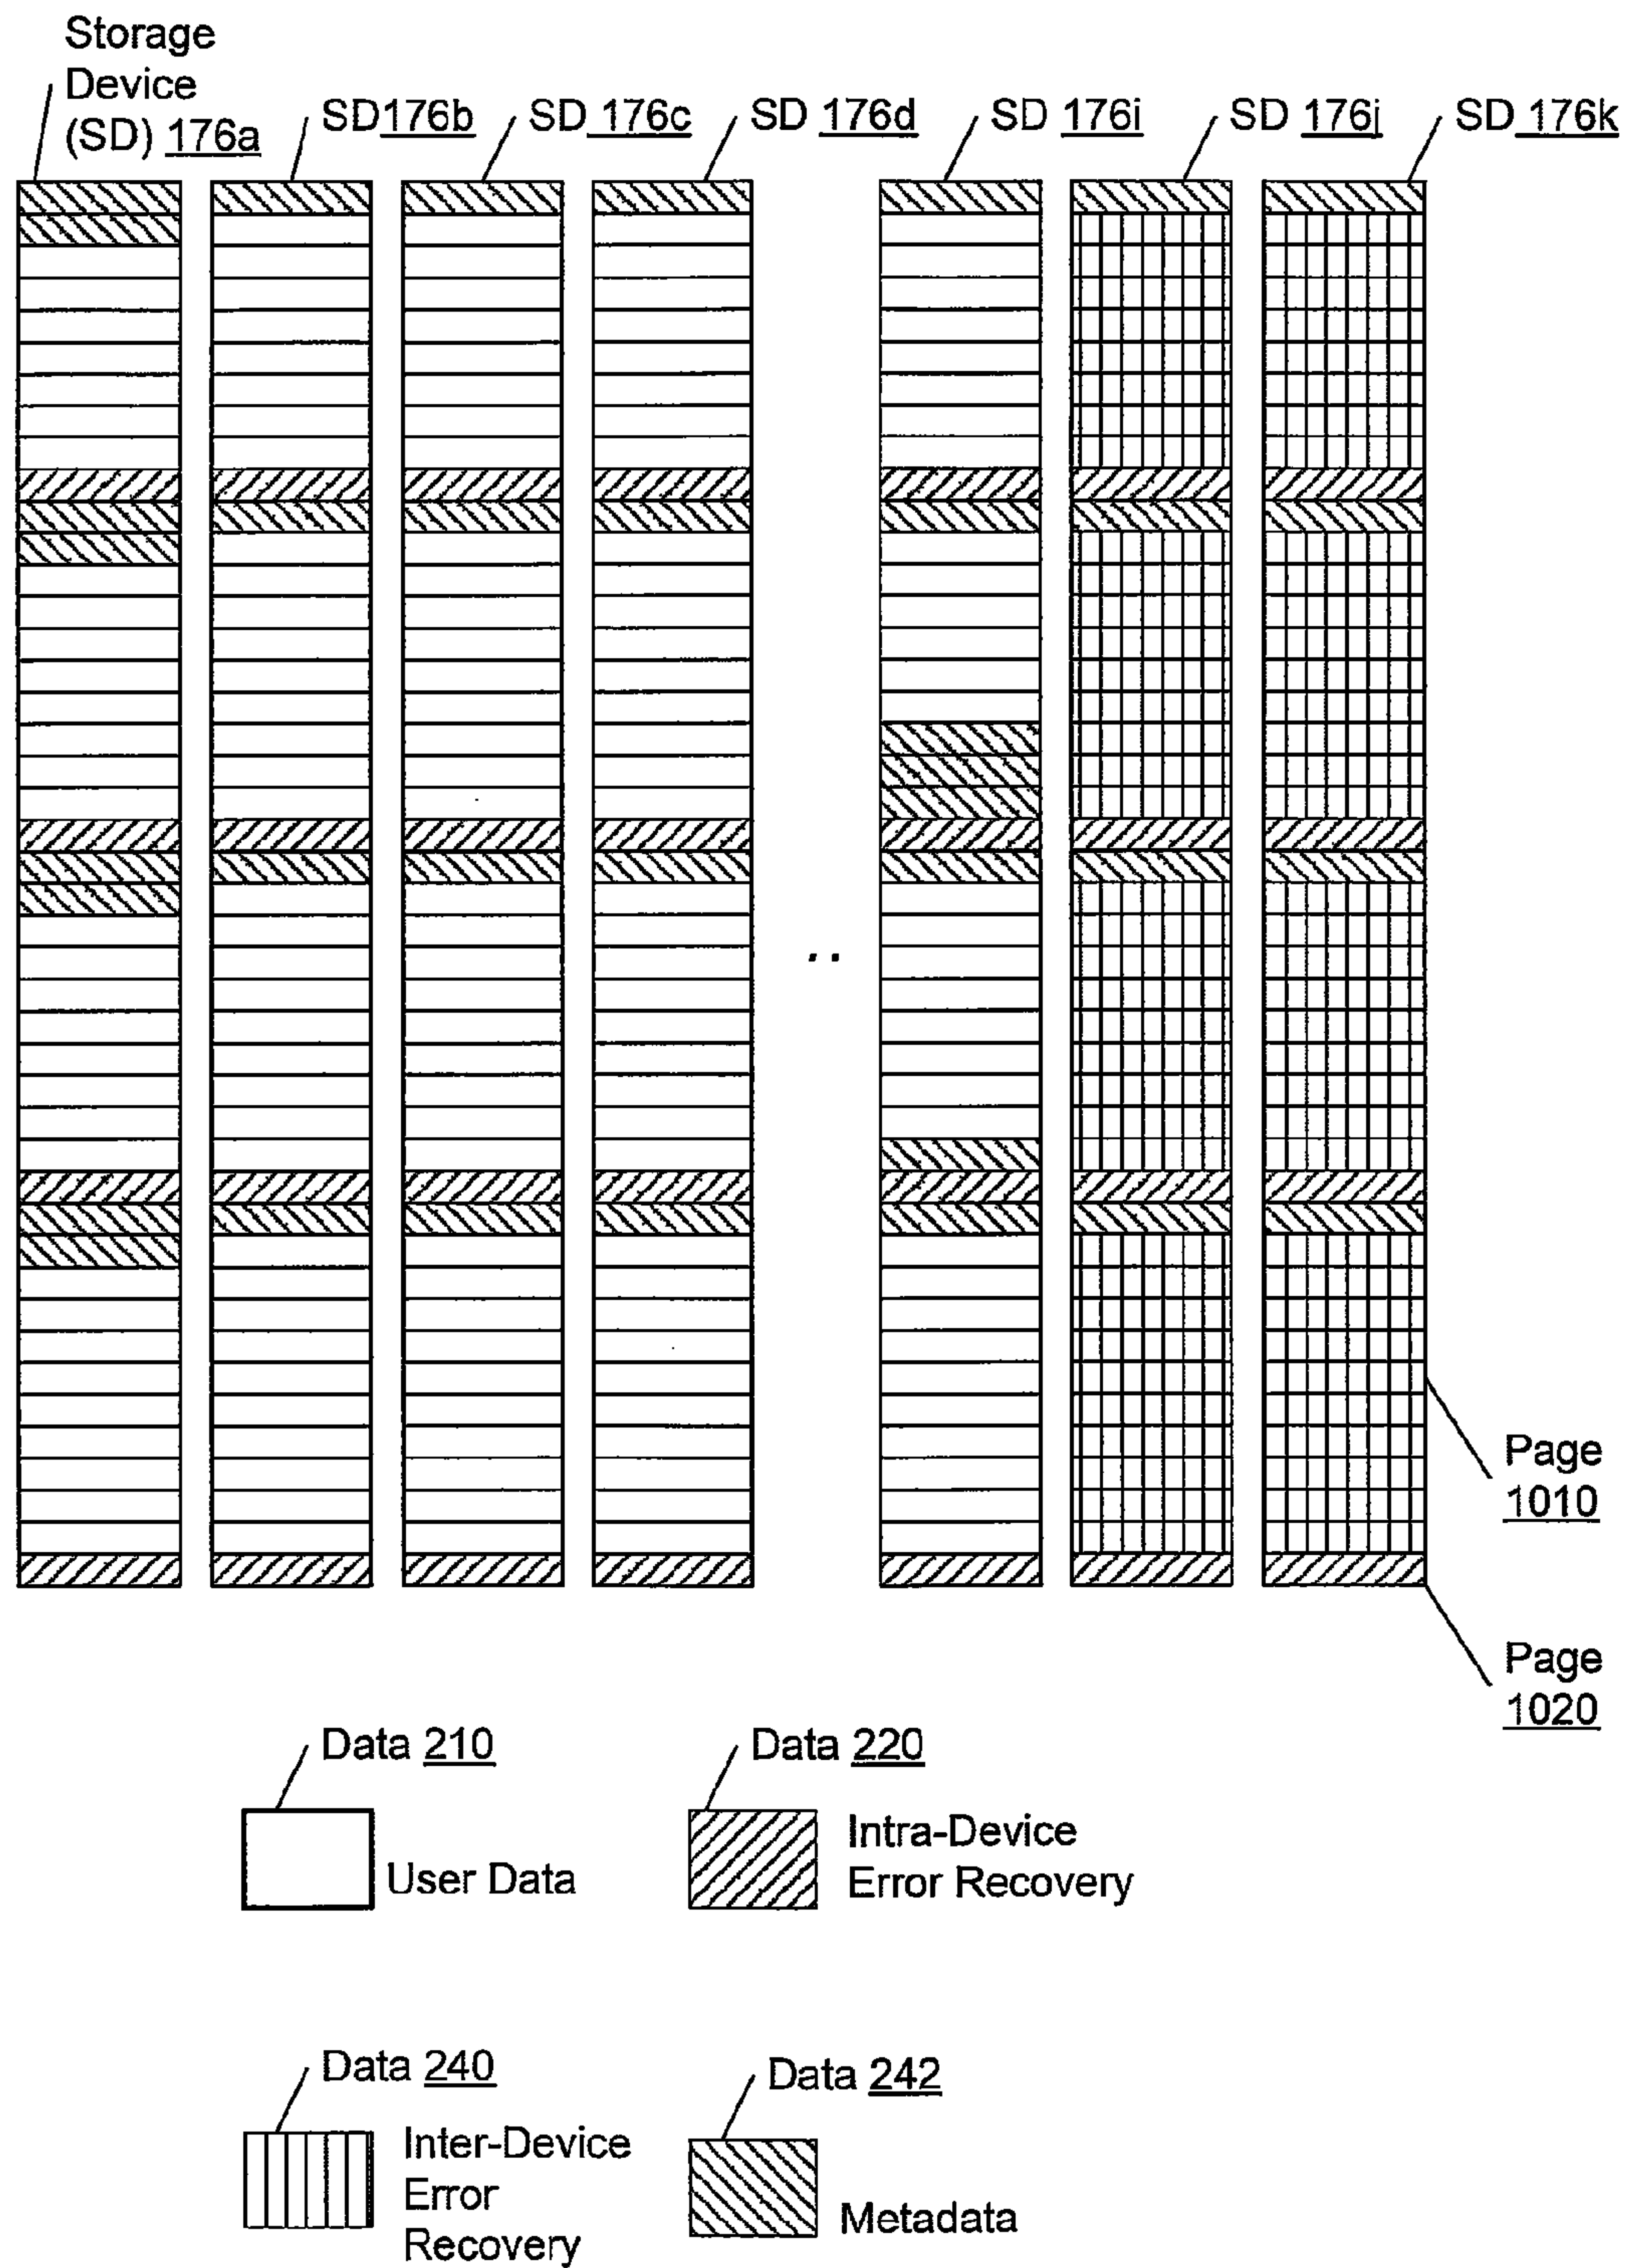 Storage
Device
(SD) 176a
SD176b
SD 176c
SD 176d
SD 176i
SD 176j
SD 176k
. .
Page
1010
Page
1020
Data 210
User Data
Data 220
Intra-Device
Error Recovery
Data 240
Inter-Device
Error
Recovery
Data 242
Metadata